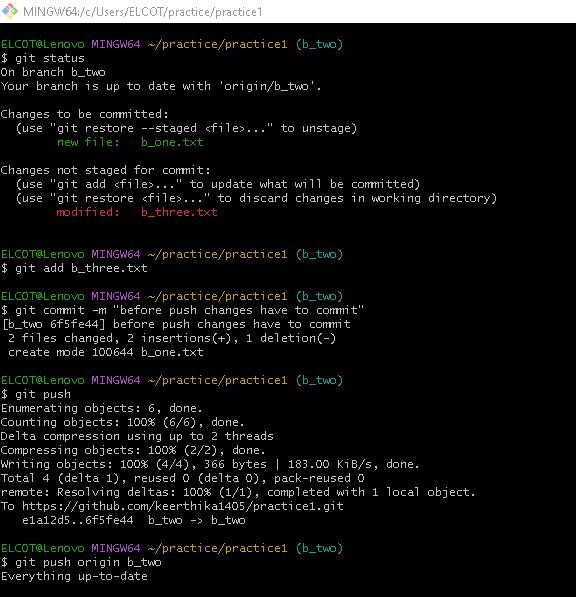 MINGW64:/c/Users/ELCOT/practice/practice1
ELCOT@Lenovo MINGW64 ~/practice/practice1 (b_two)
$ git status
On branch b_two
Your branch is up to date with 'origin/b_two'.
Changes to be committed:
(use "git restore --staged <file>..." to unstage)
new file:   b_one.txt
Changes not staged for commit:
(use "git add <file>..." to update what will be committed)
(use "git restore <file>..." to discard changes in working directory)
modified:   b_three.txt
ELCOT@Lenovo MINGW64 ~/practice/practice1 (b_two)
$ git add b_three.txt
ELCOT@Lenovo MINGW64 ~/practice/practice1 (b_two)
$ git commit -m "before push changes have to commit"
[b_two 6f5fe44] before push changes have to commit
2 files changed, 2 insertions(+), 1 deletion(-)
create mode 100644 b_one.txt
ELCOT@Lenovo MINGW64 ~/practice/practice1 (b_two)
$ git push
Enumerating objects: 6, done.
Counting objects: 100% (6/6), done.
Delta compression using up to 2 threads
Compressing objects: 100% (2/2), done.
Writing objects: 100% (4/4), 366 bytes | 183.00 KiB/s, done.
Total 4 (delta 1), reused 0 (delta 0), pack-reused 0
remote: Resolving deltas: 100% (1/1), completed with 1 local object.
To https://github.com/keerthika1405/practice1.git
e1a12d5..6f5fe44  b_two -> b_two
ELCOT@Lenovo MINGW64 ~/practice/practice1 (b_two)
$ git push origin b_two
Everything up-to-date